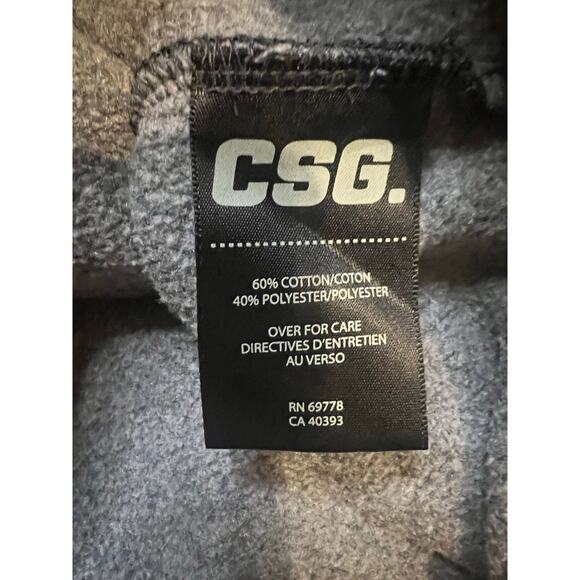 CSG.
60% COTTON/COTON
40% POLYESTER/POLYESTER
OVER FOR CARE
DIRECTIVES D'ENTRETIEN
AU VERSO
RN 69778
CA 40393